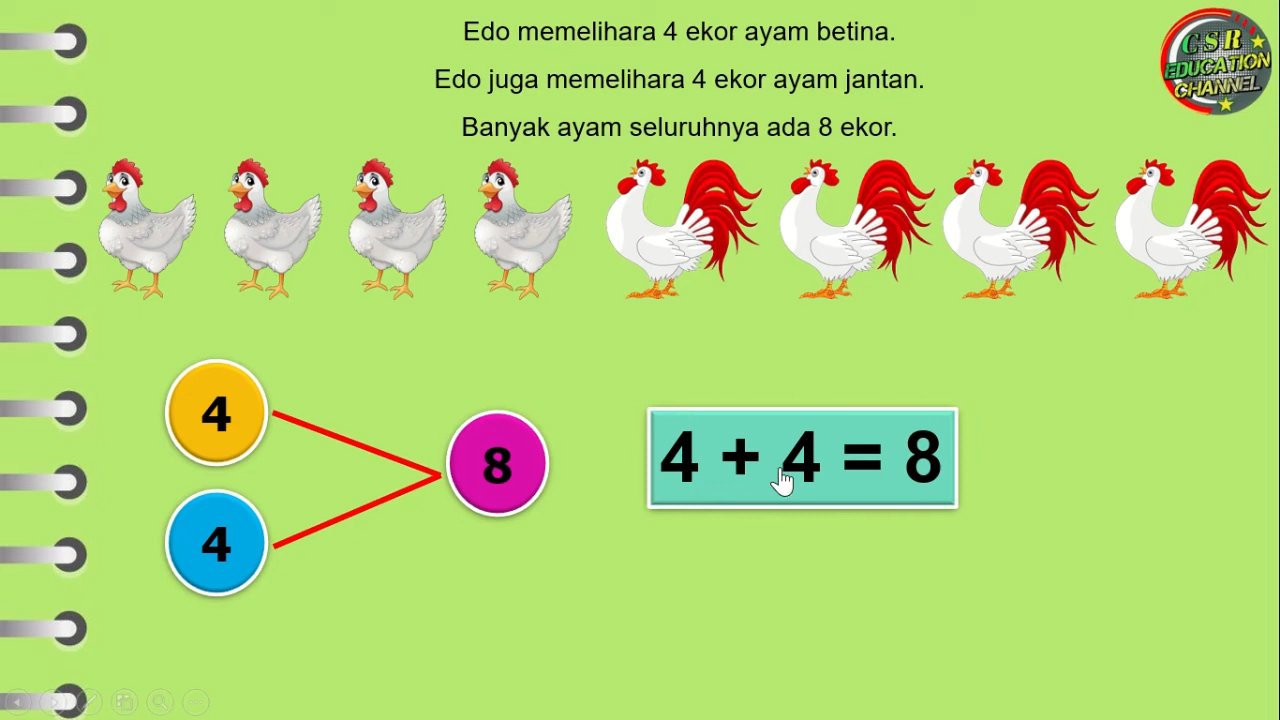 Edo memelihara 4 ekor ayam betina.
Edo juga memelihara 4 ekor ayam jantan.
Banyak ayam seluruhnya ada 8 ekor.
CSR
EDUCATION
CHANNEL
4
4
8
4 + 4 = 8